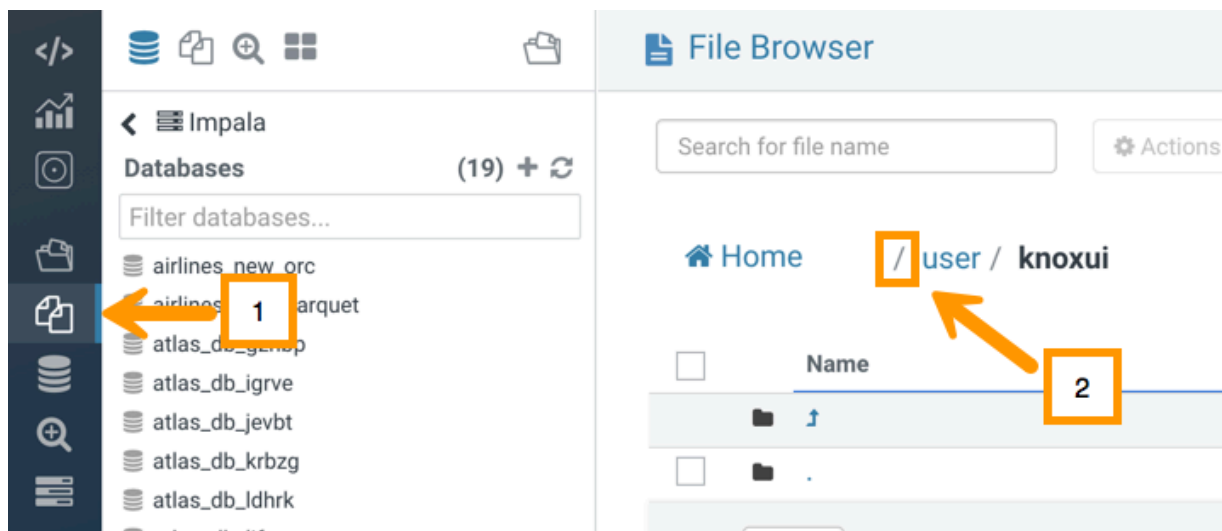 </>
File Browser
Impala
Search for file name
Actions
Databases (19)
Filter databases...
Home / user / knoxui
airlines_new_orc
1
arquet
atlas_db_igrve
Name
2
atlas_db_jevbt
atlas_db_krbzg
.
atlas_db_ldhrk